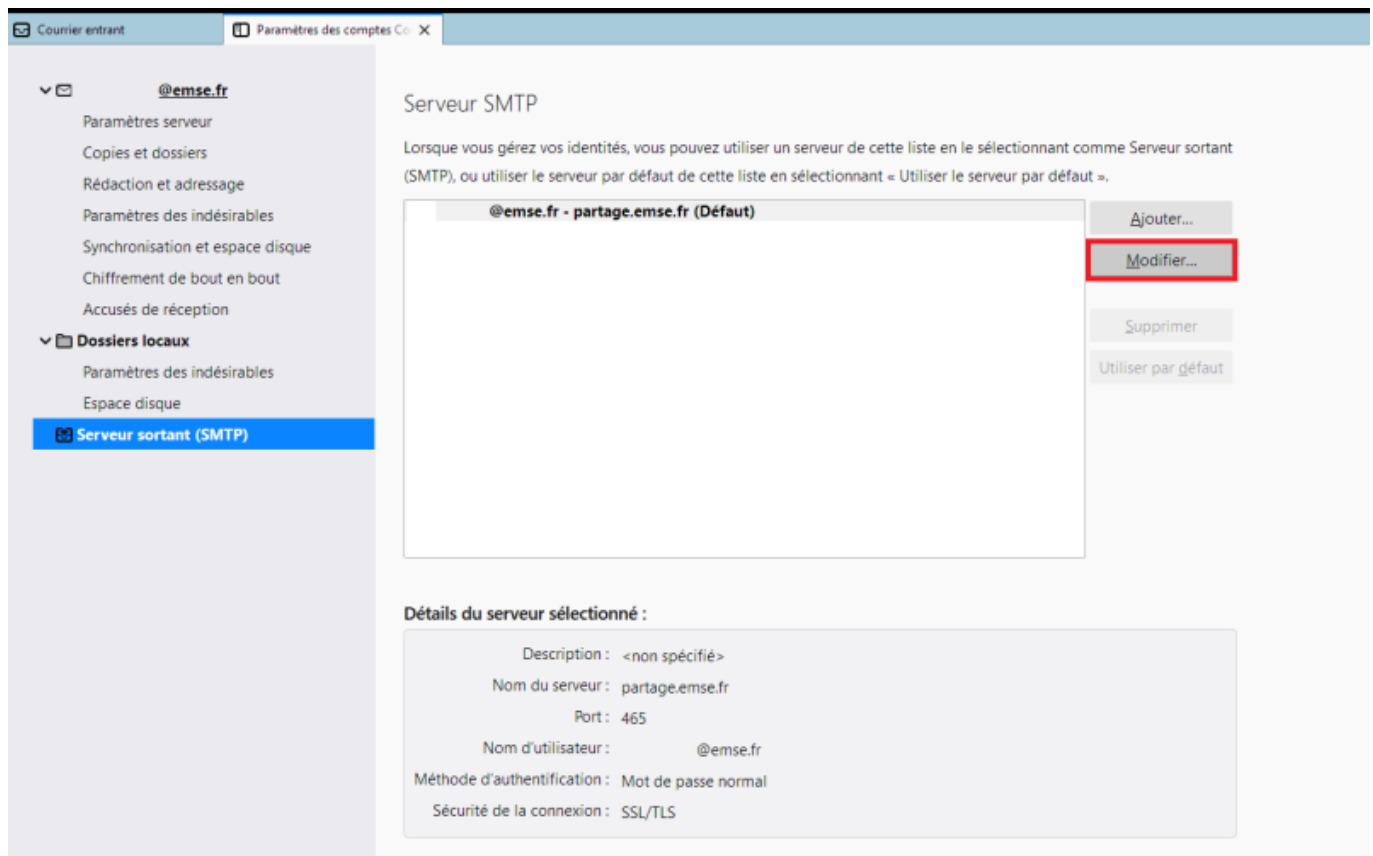 Courrier entrant
Paramètres des comptes Co
@emse.fr
Paramètres serveur
Copies et dossiers
Rédaction et adressage
Paramètres des indésirables
Synchronisation et espace disque
Chiffrement de bout en bout
Accusés de réception
Dossiers locaux
Paramètres des indésirables
Espace disque
Serveur sortant (SMTP)
Serveur SMTP
Lorsque vous gérez vos identités, vous pouvez utiliser un serveur de cette liste en le sélectionnant comme Serveur sortant
(SMTP), ou utiliser le serveur par défaut de cette liste en sélectionnant « Utiliser le serveur par défaut ».
@emse.fr - partage.emse.fr (Défaut)
Ajouter...
Modifier...
Supprimer
Utiliser par défaut
Détails du serveur sélectionné :
Description : <non spécifié>
Nom du serveur : partage.emse.fr
Port : 465
Nom d'utilisateur : @emse.fr
Méthode d'authentification : Mot de passe normal
Sécurité de la connexion : SSL/TLS